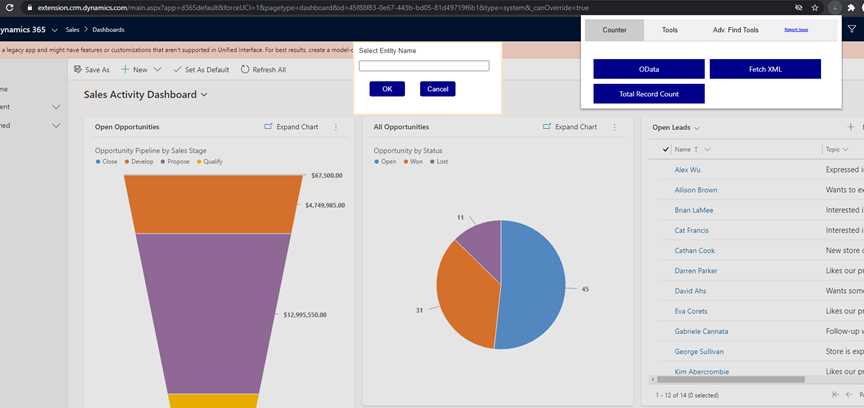 extension.crm.dynamics.com/main.aspx?app=d365default&forceUCI=1&pagetype=dashboard&id=45f88f83-0e67-443b-bd05-81d49719f6b1&type=system&_canOverride=true
ynamics 365 Sales > Dashboards
a legacy app and might have features or customizations that aren't supported in Unified Interface. For best results, create a model-c
Counter Tools Adv. Find Tools Report Issue
OData Fetch XML
Total Record Count
Select Entity Name
OK Cancel
Save As New Set As Default Refresh All
me
ent
ned
Sales Activity Dashboard
Open Opportunities Expand Chart
Opportunity Pipeline by Sales Stage
Close Develop Propose Qualify
$67,500.00
$4,749,985.00
$12,995,550.00
All Opportunities Expand Chart
Opportunity by Status
Open Won Lost
11
45
31
Open Leads
Name ↑ Topic
Alex Wu Expressed i
Allison Brown Wants to ex
Brian LaMee Interested i
Cat Francis Interested i
Cathan Cook New store o
Darren Parker Likes our pr
David Ahs Wants some
Eva Corets Likes our pr
Gabriele Cannata Follow-up w
George Sullivan Store is exp
Kim Abercrombie Likes our pr
1 - 12 of 14 (0 selected)